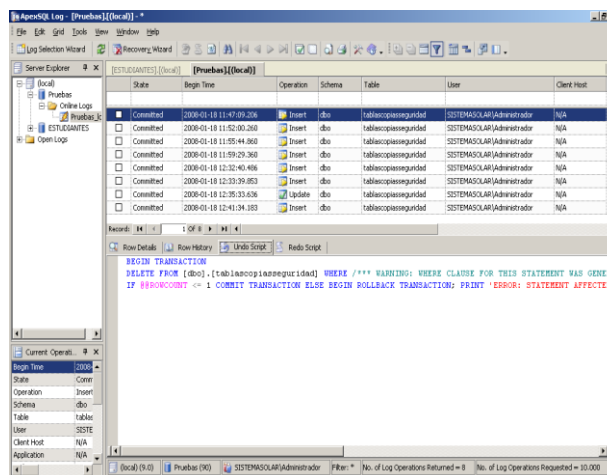 ApexSQL Log - [Pruebas].[(local)] - *
File Edit Grid Tools View Window Help
Log Selection Wizard Recovery Wizard
Server Explorer
[ESTUDIANTES].[(local)] [Pruebas].[(local)]
(local)
Pruebas
Online Logs
Pruebas_lc
ESTUDIANTES
Open Logs
State Begin Time Operation Schema Table User Client Host
Committed 2008-01-18 11:47:09.206 Insert dbo tablascopiasseguridad SISTEMASOLAR\Administrador N/A
Committed 2008-01-18 11:52:00.260 Insert dbo tablascopiasseguridad SISTEMASOLAR\Administrador N/A
Committed 2008-01-18 11:55:44.860 Insert dbo tablascopiasseguridad SISTEMASOLAR\Administrador N/A
Committed 2008-01-18 11:59:29.360 Insert dbo tablascopiasseguridad SISTEMASOLAR\Administrador N/A
Committed 2008-01-18 12:32:40.486 Insert dbo tablascopiasseguridad SISTEMASOLAR\Administrador N/A
Committed 2008-01-18 12:33:39.853 Insert dbo tablascopiasseguridad SISTEMASOLAR\Administrador N/A
Committed 2008-01-18 12:35:33.636 Update dbo tablascopiasseguridad SISTEMASOLAR\Administrador N/A
Committed 2008-01-18 12:41:34.183 Insert dbo tablascopiasseguridad SISTEMASOLAR\Administrador N/A
Record: 1 Of 8
Row Details Row History Undo Script Redo Script
BEGIN TRANSACTION
DELETE FROM [dbo].[tablascopiasseguridad] WHERE /*** WARNING: WHERE CLAUSE FOR THIS STATEMENT WAS GENE
IF @@ROWCOUNT <= 1 COMMIT TRANSACTION ELSE BEGIN ROLLBACK TRANSACTION; PRINT 'ERROR: STATEMENT AFFECTE
Current Operati...
Begin Time 2008-
State Comm
Operation Insert
Schema dbo
Table tablas
User SISTE
Client Host N/A
Application N/A
(local) (9.0) Pruebas (90) SISTEMASOLAR\Administrador Filter: * No. of Log Operations Returned = 8 No. of Log Operations Requested = 10.000